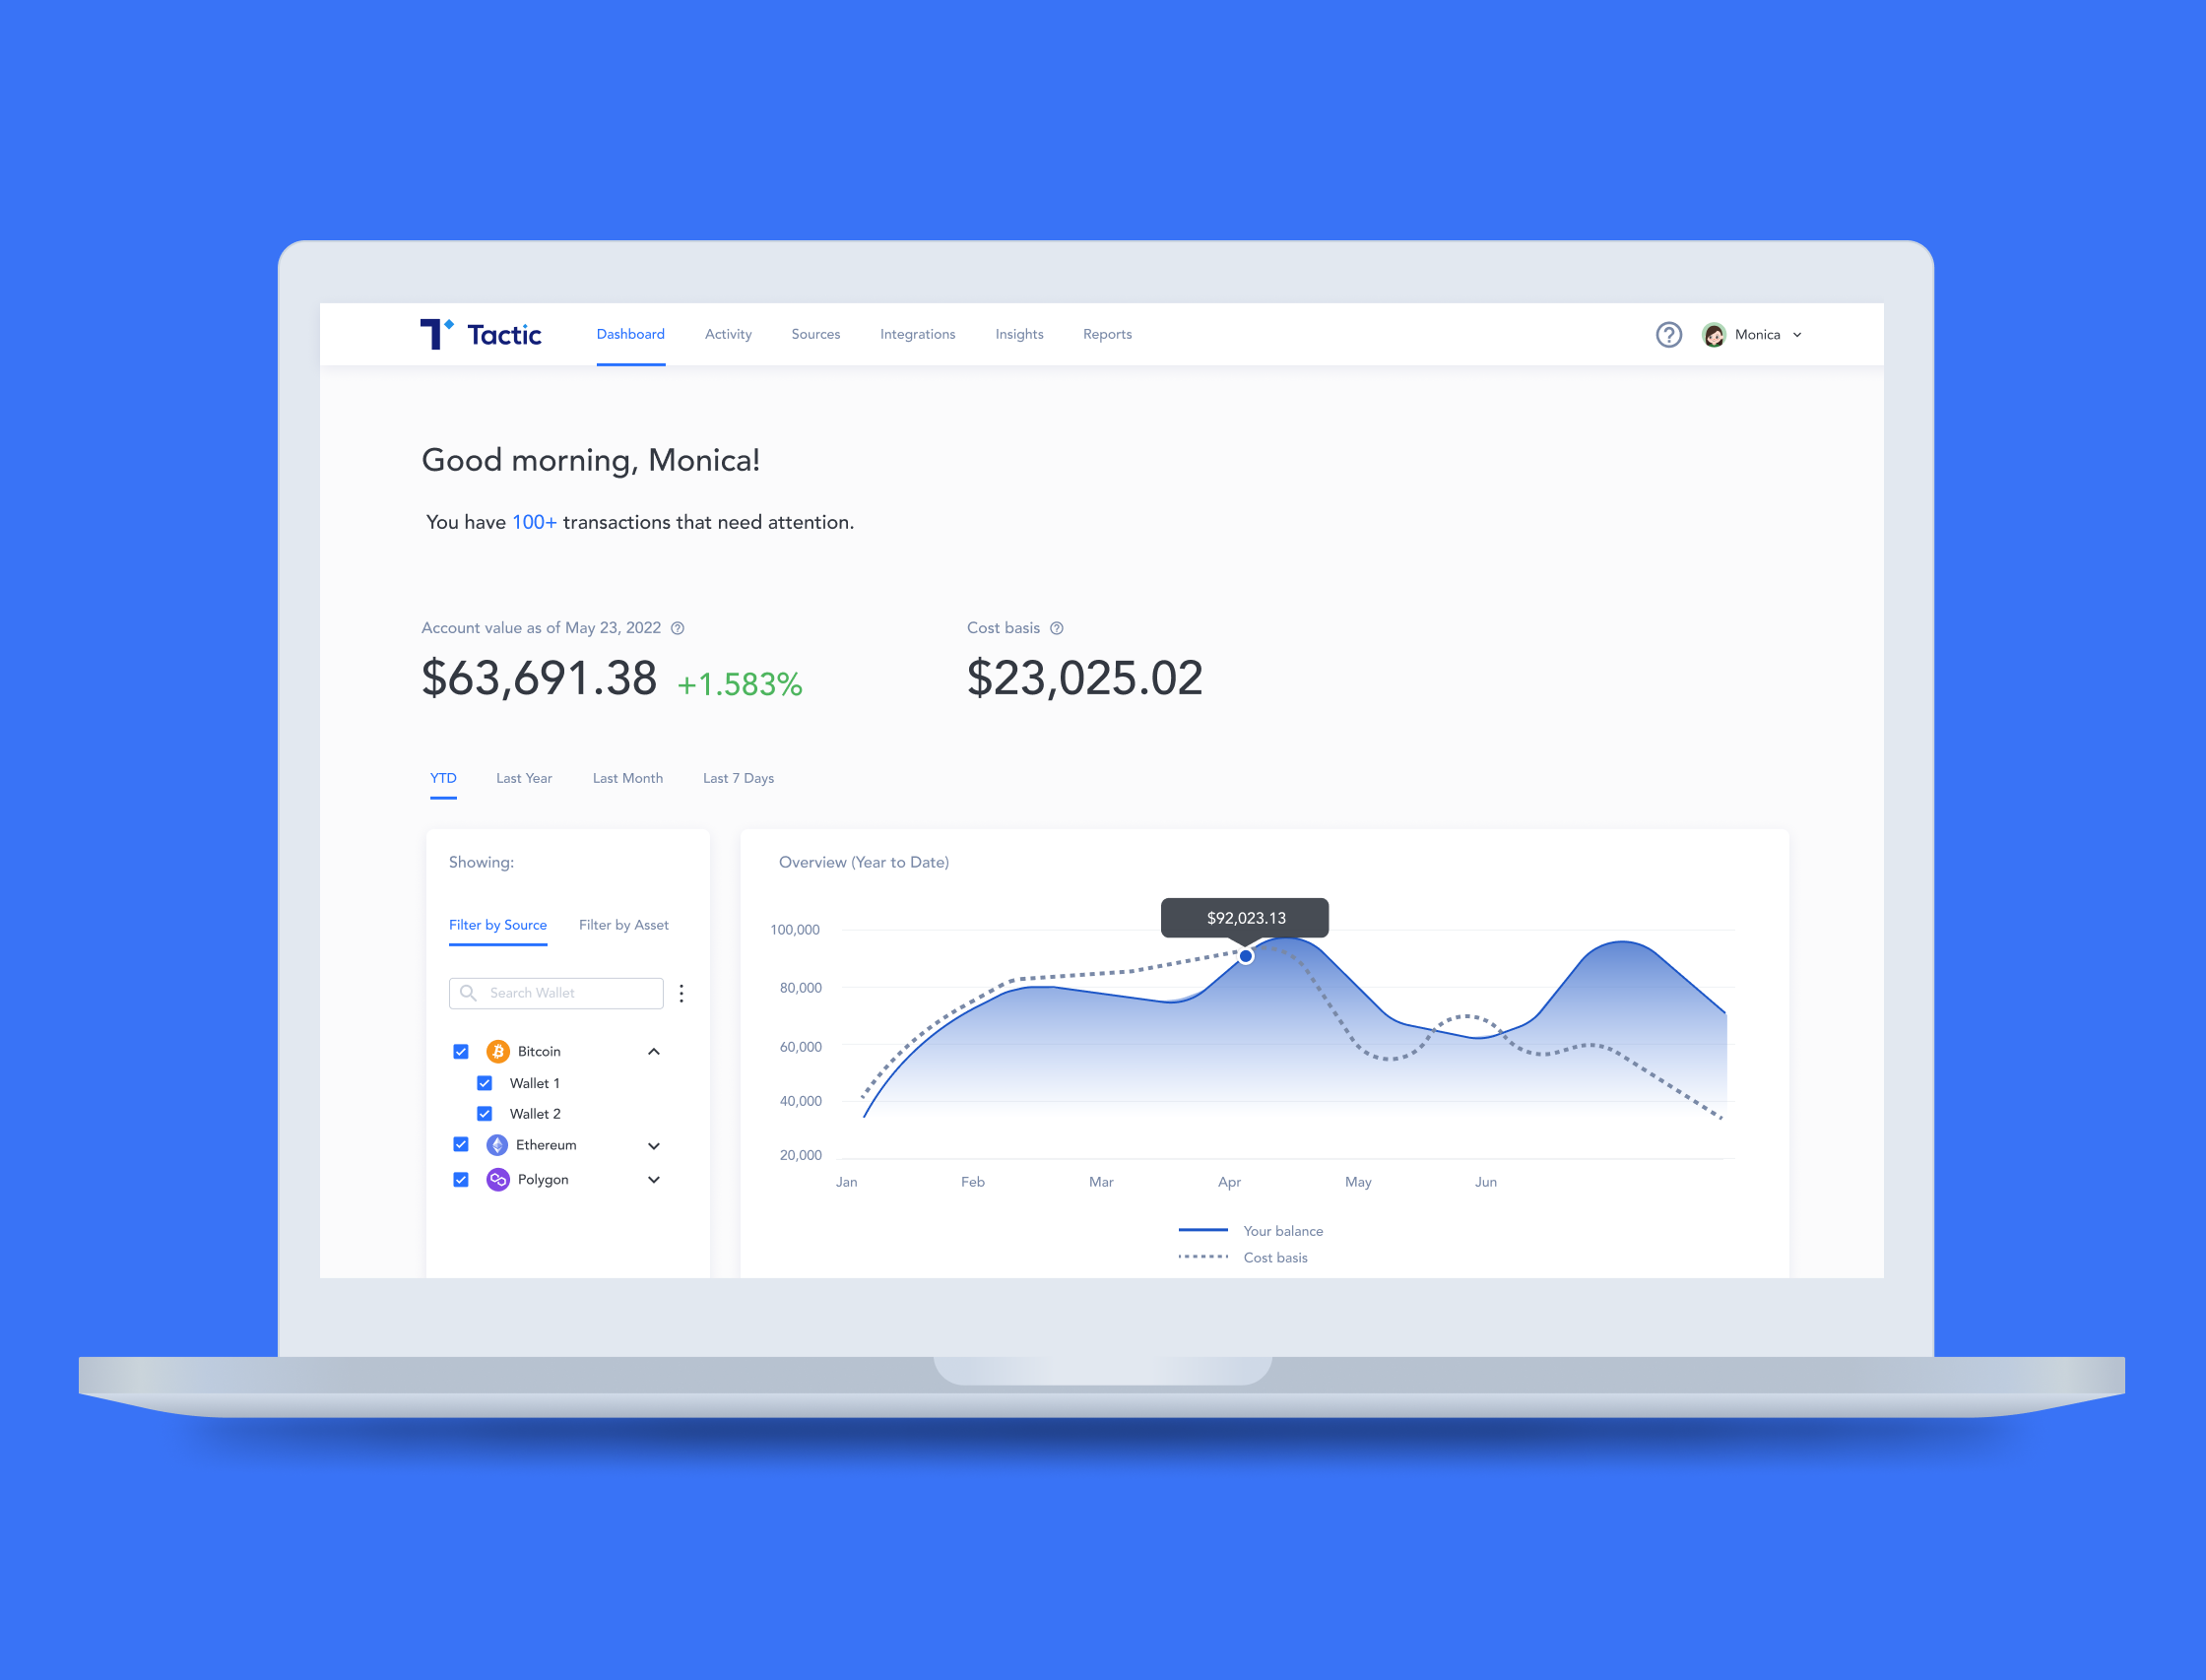 Tactic Dashboard Activity Sources Integrations Insights Reports Monica
Good morning, Monica!
You have 100+ transactions that need attention.
Account value as of May 23, 2022 Cost basis
$63,691.38 +1.583% $23,025.02
YTD Last Year Last Month Last 7 Days
Showing:
Filter by Source Filter by Asset
Search Wallet
Bitcoin
Wallet 1
Wallet 2
Ethereum
Polygon
Overview (Year to Date)
$92,023.13
100,000
80,000
60,000
40,000
20,000
Jan Feb Mar Apr May Jun
Your balance
Cost basis